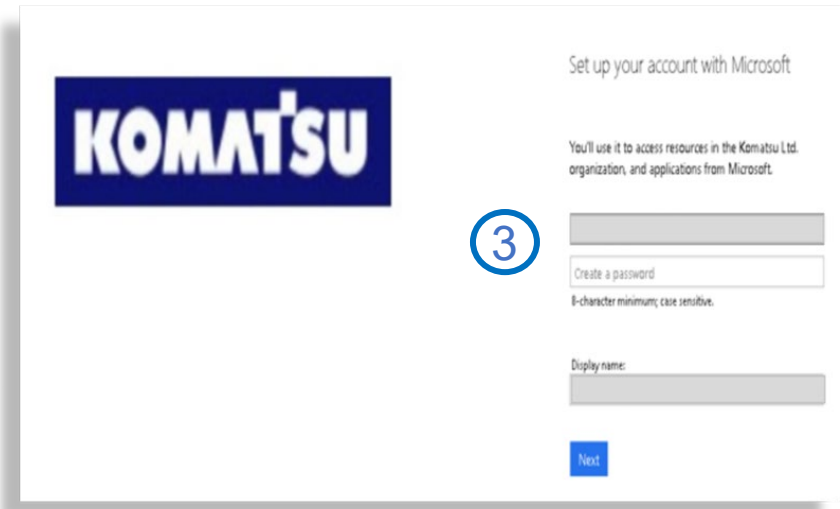 KOMATSU
Set up your account with Microsoft
You'll use it to access resources in the Komatsu Ltd.
organization, and applications from Microsoft.
3
Create a password
8-character minimum; case sensitive.
Display name:
Next